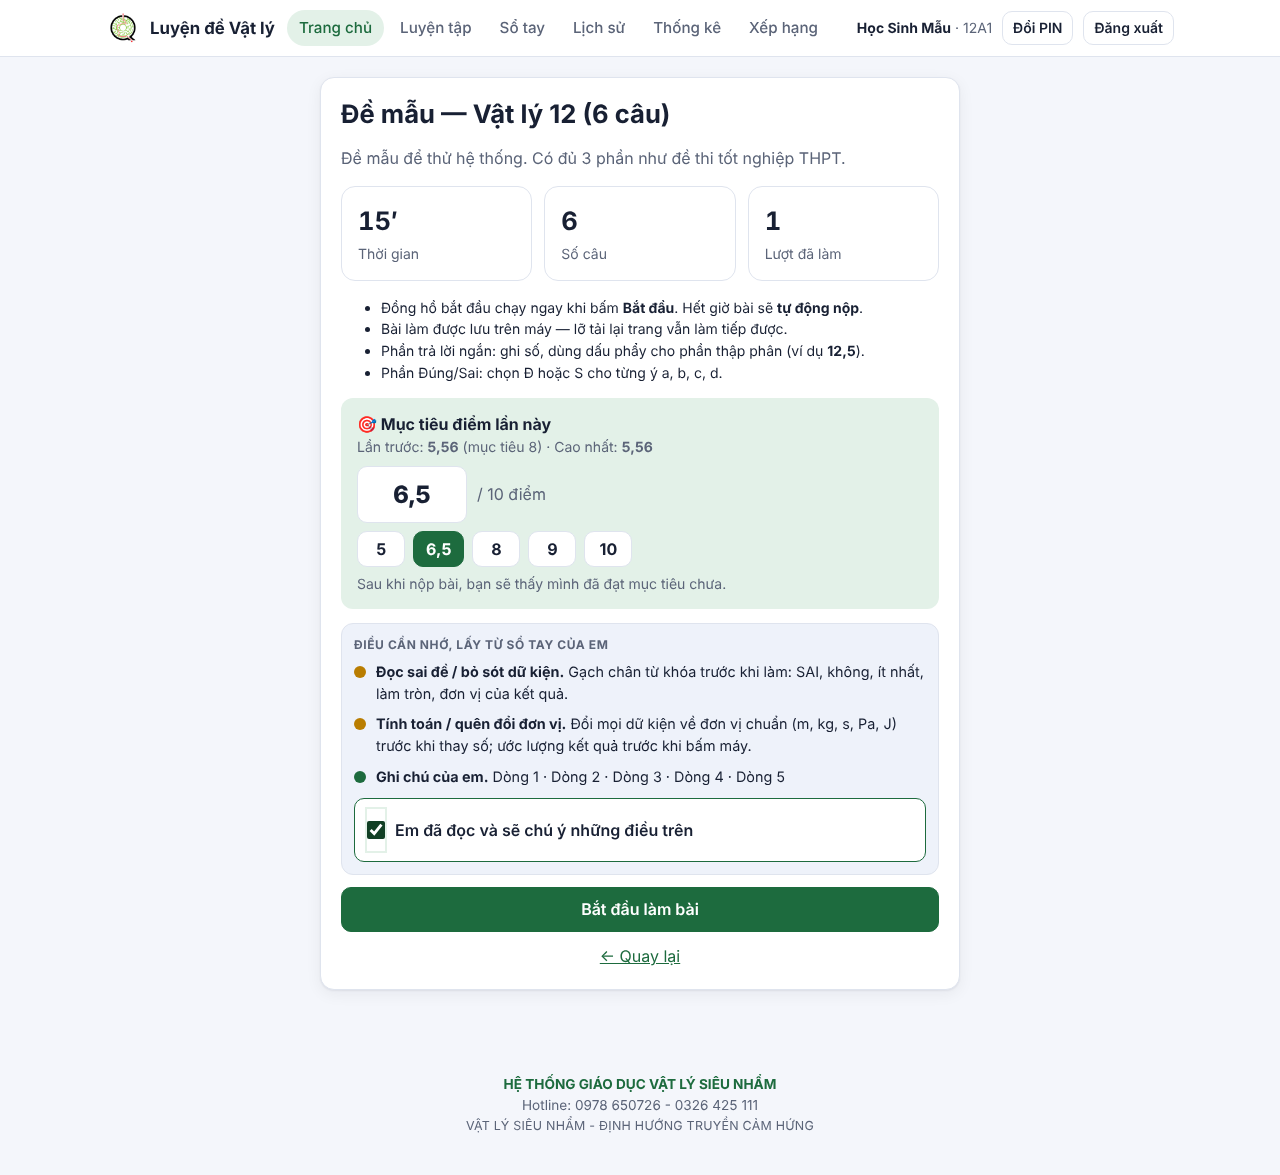 Luyện đề Vật lý
Trang chủ
Luyện tập
Sổ tay
Lịch sử
Thống kê
Xếp hạng
Học Sinh Mẫu · 12A1
Đổi PIN
Đăng xuất
Đề mẫu — Vật lý 12 (6 câu)
Đề mẫu để thử hệ thống. Có đủ 3 phần như đề thi tốt nghiệp THPT.
15′
Thời gian
6
Số câu
1
Lượt đã làm
• Đồng hồ bắt đầu chạy ngay khi bấm Bắt đầu. Hết giờ bài sẽ tự động nộp.
• Bài làm được lưu trên máy — lỡ tải lại trang vẫn làm tiếp được.
• Phần trả lời ngắn: ghi số, dùng dấu phẩy cho phần thập phân (ví dụ 12,5).
• Phần Đúng/Sai: chọn Đ hoặc S cho từng ý a, b, c, d.
🎯 Mục tiêu điểm lần này
Lần trước: 5,56 (mục tiêu 8) · Cao nhất: 5,56
6,5 / 10 điểm
5 6,5 8 9 10
Sau khi nộp bài, bạn sẽ thấy mình đã đạt mục tiêu chưa.
ĐIỀU CẦN NHỚ, LẤY TỪ SỔ TAY CỦA EM
Đọc sai đề / bỏ sót dữ kiện. Gạch chân từ khóa trước khi làm: SAI, không, ít nhất,
làm tròn, đơn vị của kết quả.
Tính toán / quên đổi đơn vị. Đổi mọi dữ kiện về đơn vị chuẩn (m, kg, s, Pa, J)
trước khi thay số; ước lượng kết quả trước khi bấm máy.
Ghi chú của em. Dòng 1 · Dòng 2 · Dòng 3 · Dòng 4 · Dòng 5
Em đã đọc và sẽ chú ý những điều trên
Bắt đầu làm bài
← Quay lại
HỆ THỐNG GIÁO DỤC VẬT LÝ SIÊU NHẨM
Hotline: 0978 650726 - 0326 425 111
VẬT LÝ SIÊU NHẨM - ĐỊNH HƯỚNG TRUYỀN CẢM HỨNG